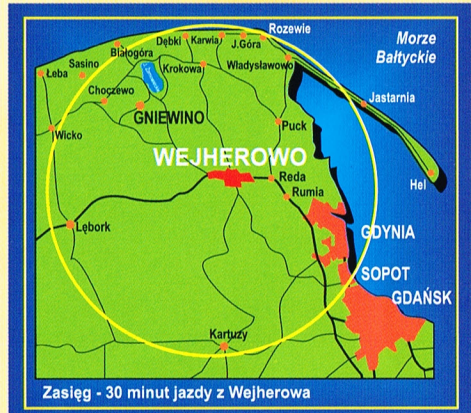 Rozewie
Dębki
Karwia
J.Góra
Białogóra
Morze
Bałtyckie
Sasino
Łeba
Krokowa
Władysławowo
Choczewo
Jastarnia
GNIEWINO
Puck
Wicko
WEJHEROWO
Reda
Hel
Rumia
Lębork
GDYNIA
SOPOT
GDAŃSK
Kartuzy
Zasięg - 30 minut jazdy z Wejherowa